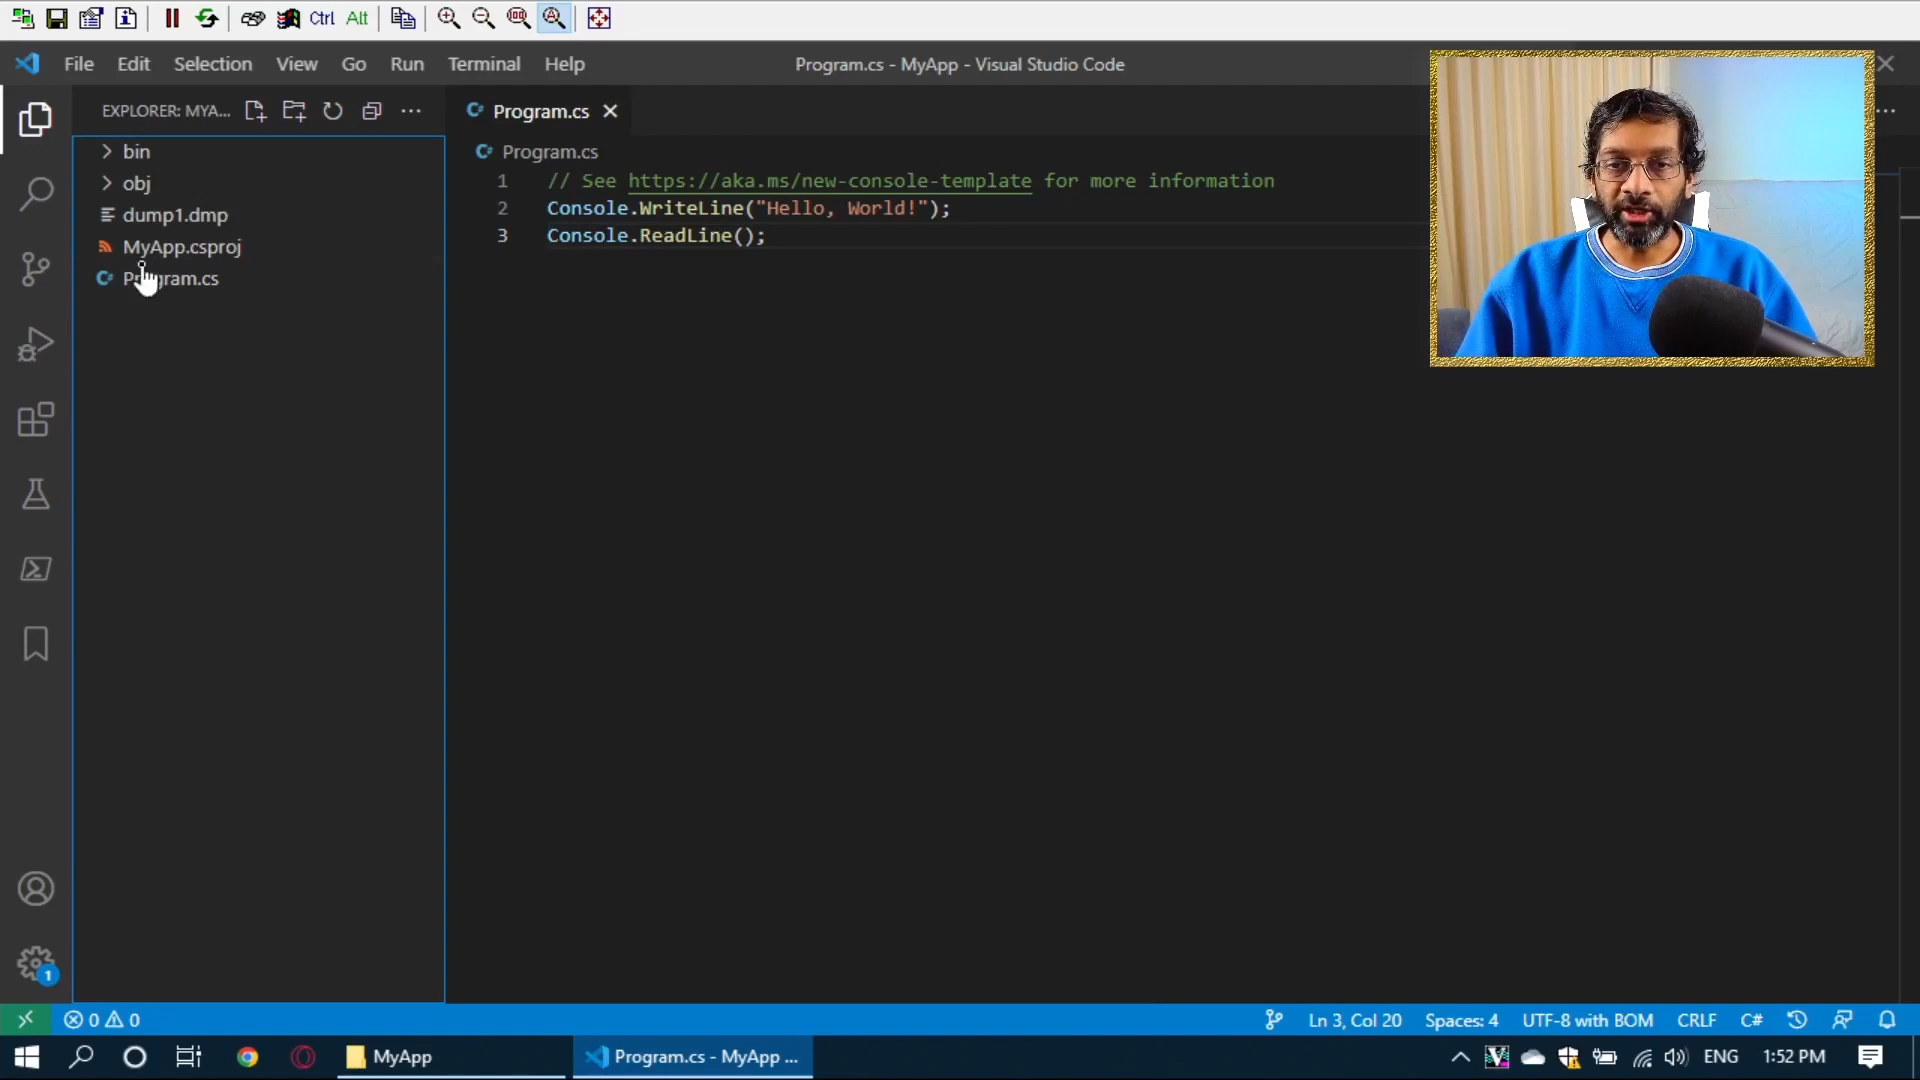 Ctrl Alt
File Edit Selection View Go Run Terminal Help
Program.cs - MyApp - Visual Studio Code
EXPLORER: MYA...
Program.cs
bin
obj
dump1.dmp
MyApp.csproj
Program.cs
Program.cs
1 // See https://aka.ms/new-console-template for more information
2 Console.WriteLine("Hello, World!");
3 Console.ReadLine();
1
0 0
Ln 3, Col 20 Spaces: 4 UTF-8 with BOM CRLF C#
MyApp
Program.cs - MyApp ...
ENG 1:52 PM